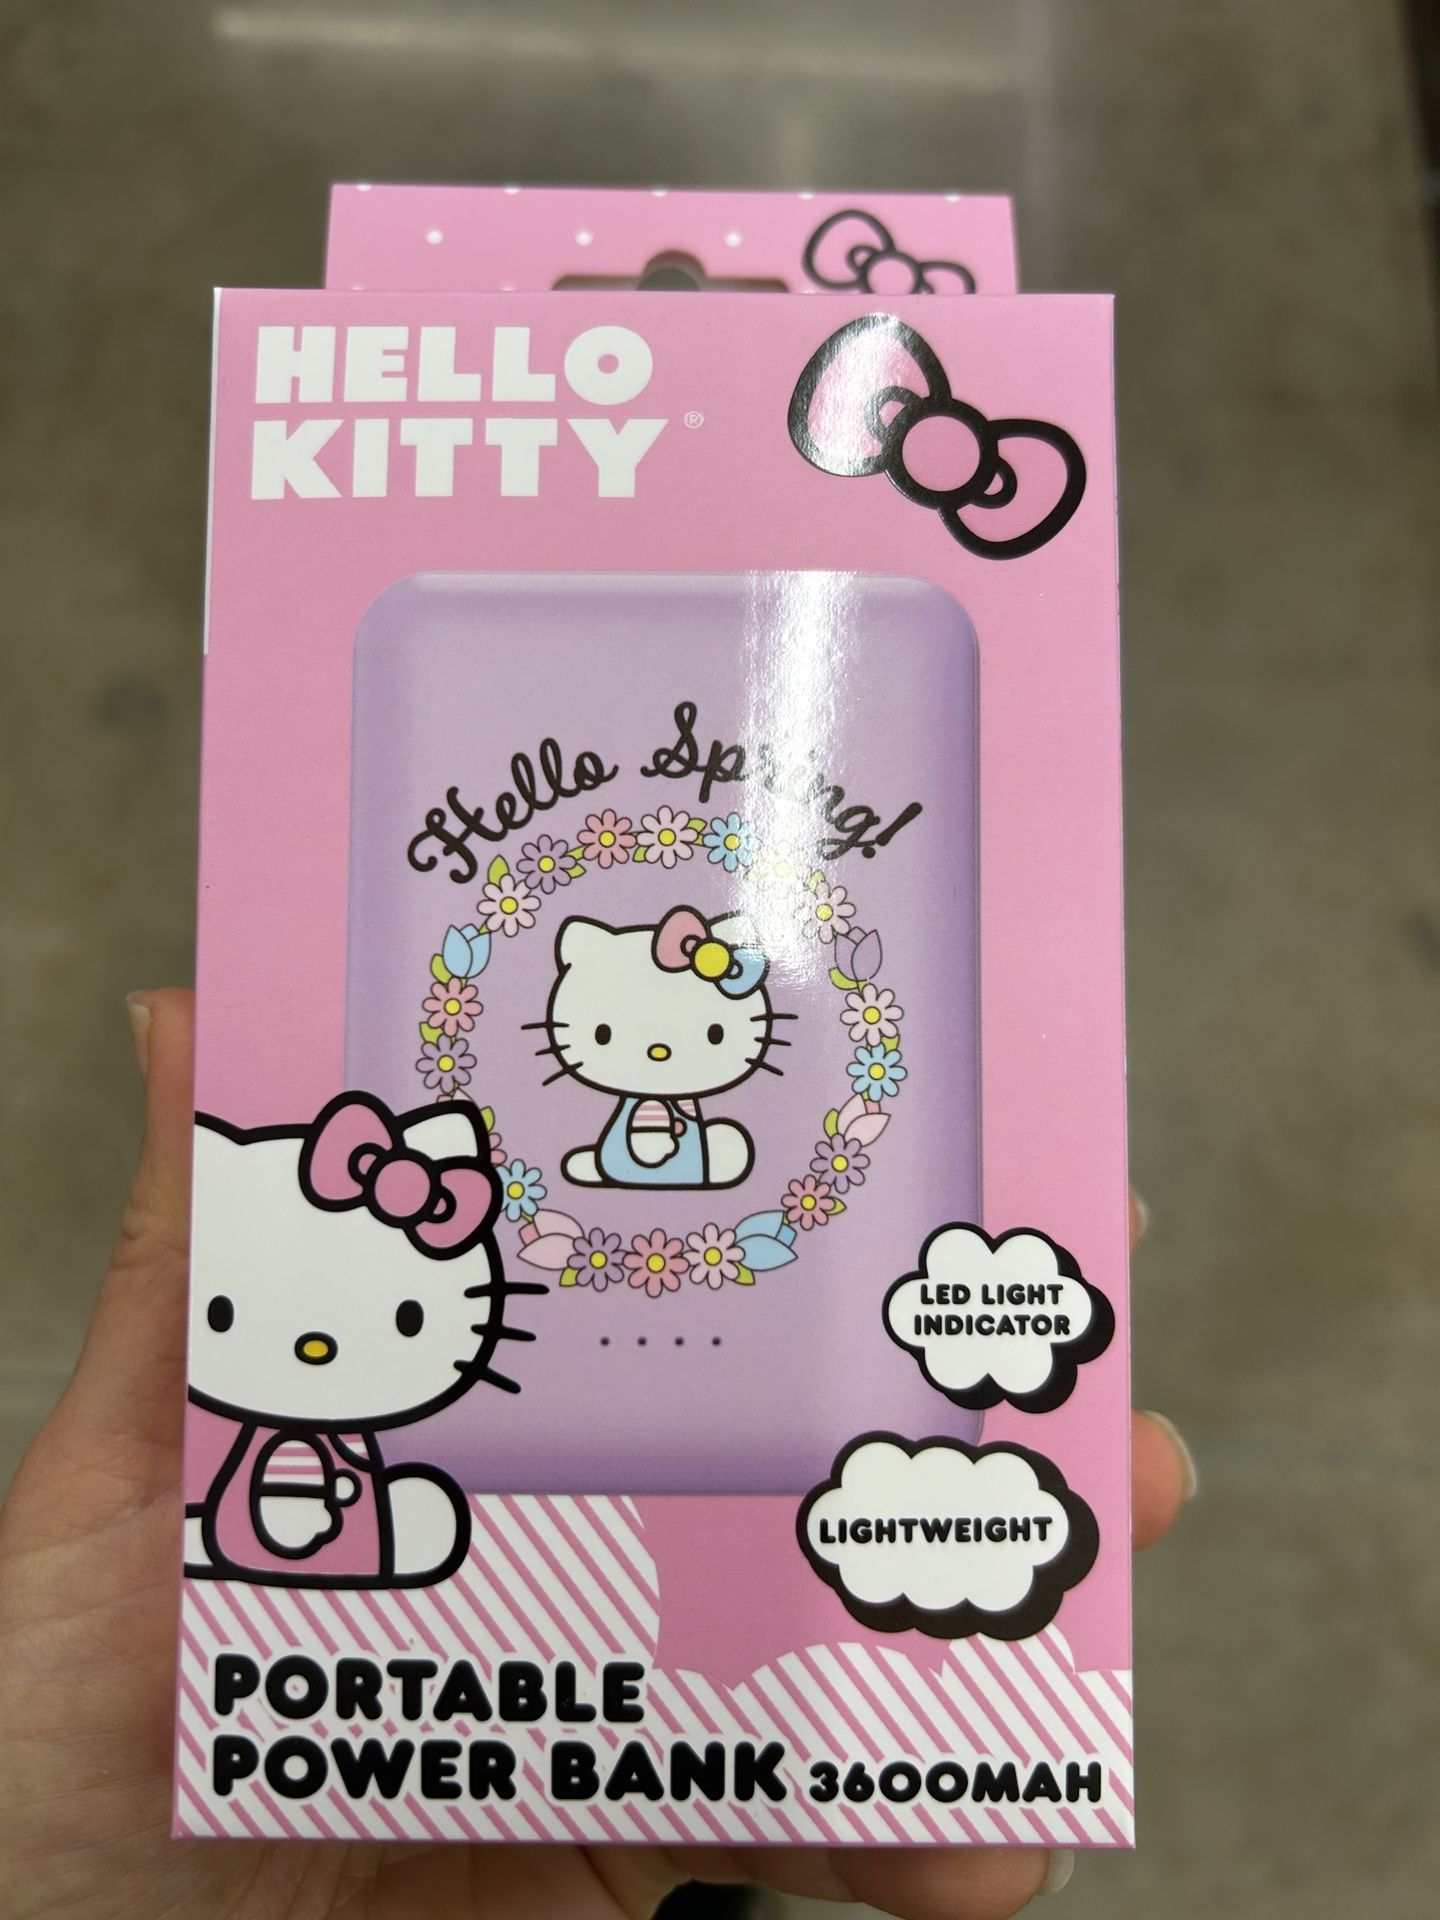 HELLO
KITTY®
Hello Spring!
LED LIGHT
INDICATOR
LIGHTWEIGHT
PORTABLE
POWER BANK 3600MAH